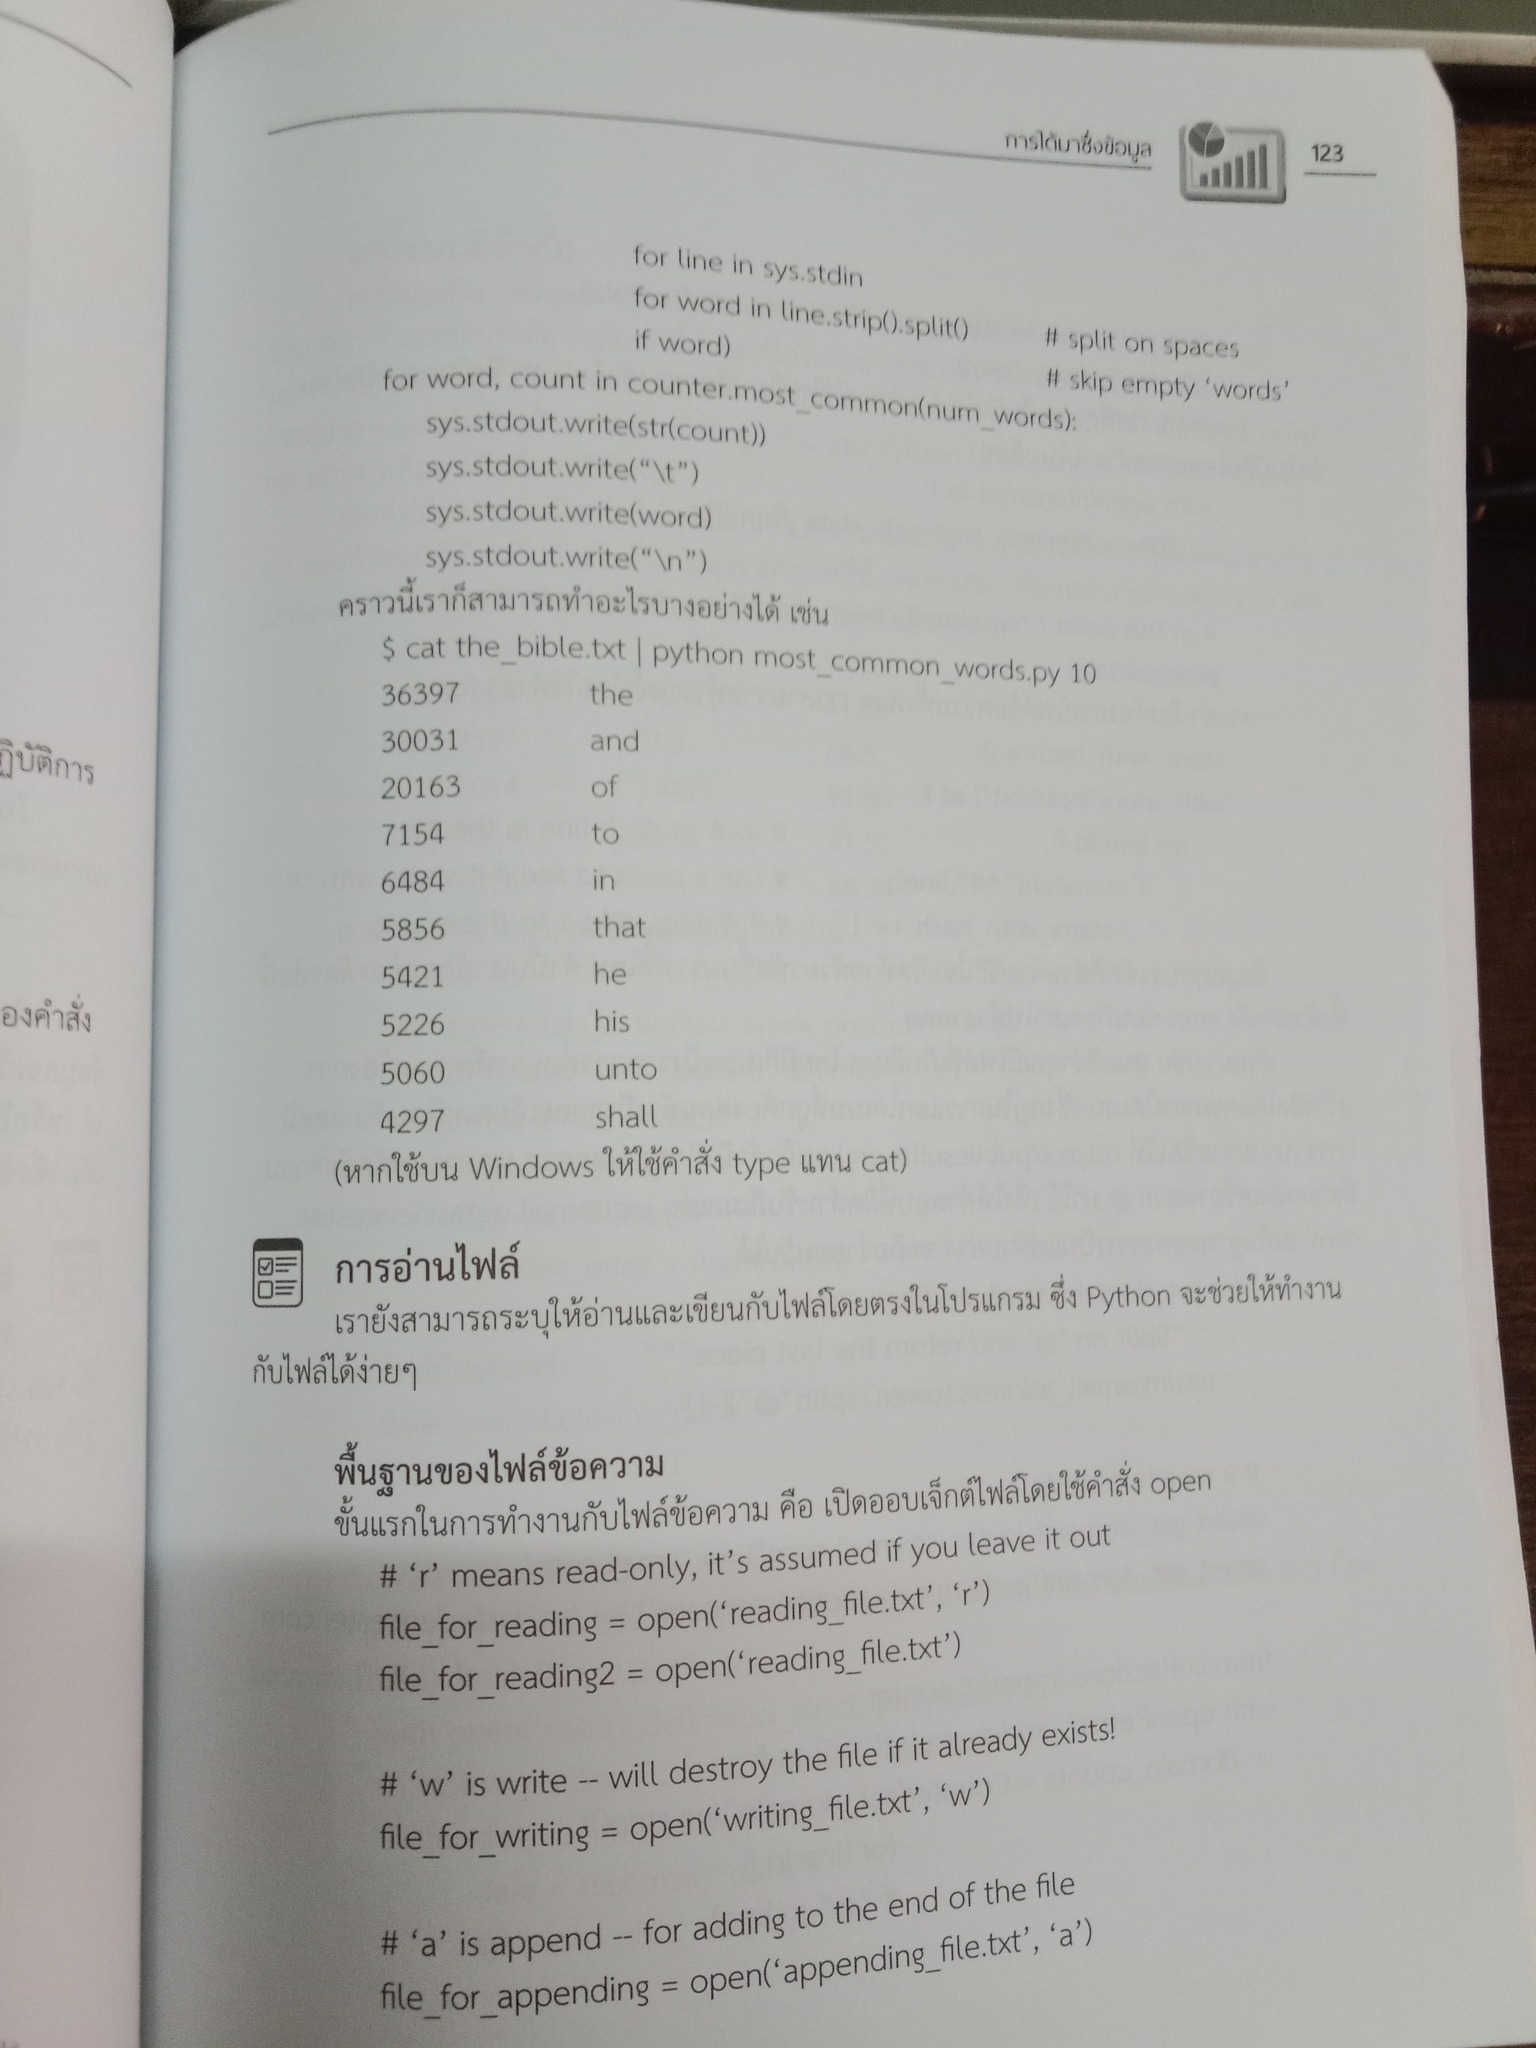 การได้มาซึ่งข้อมูล 123
for line in sys.stdin
for word in line.strip().split() # split on spaces
if word) # skip empty ‘words’
for word, count in counter.most_common(num_words):
sys.stdout.write(str(count))
sys.stdout.write(“\t”)
sys.stdout.write(word)
sys.stdout.write(“\n”)
คราวนี้เราก็สามารถทำอะไรบางอย่างได้ เช่น
$ cat the_bible.txt | python most_common_words.py 10
36397 the
30031 and
20163 of
7154 to
6484 in
5856 that
5421 he
5226 his
5060 unto
4297 shall
(หากใช้บน Windows ให้ใช้คำสั่ง type แทน cat)
การอ่านไฟล์
เรายังสามารถระบุให้อ่านและเขียนกับไฟล์โดยตรงในโปรแกรม ซึ่ง Python จะช่วยให้ทำงาน
กับไฟล์ได้ง่ายๆ
พื้นฐานของไฟล์ข้อความ
ขั้นแรกในการทำงานกับไฟล์ข้อความ คือ เปิดออบเจ็กต์ไฟล์โดยใช้คำสั่ง open
# ‘r’ means read-only, it’s assumed if you leave it out
file_for_reading = open(‘reading_file.txt’, ‘r’)
file_for_reading2 = open(‘reading_file.txt’)
# ‘w’ is write -- will destroy the file if it already exists!
file_for_writing = open(‘writing_file.txt’, ‘w’)
# ‘a’ is append -- for adding to the end of the file
file_for_appending = open(‘appending_file.txt’, ‘a’)